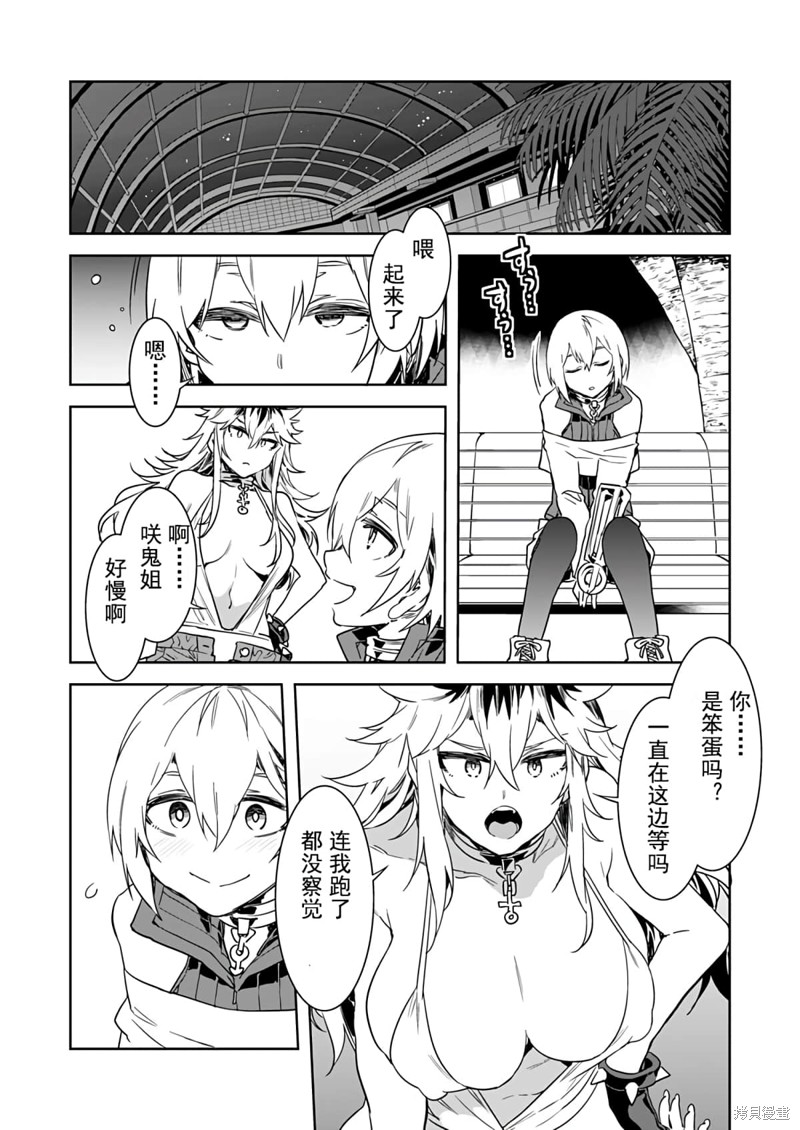 すぅ…
すぅ…
喂
起来了
嗯……
啊……
咲鬼姐
好慢啊
你……
是笨蛋吗？
一直在这边等吗
连我跑了
都没察觉
拷贝漫畫